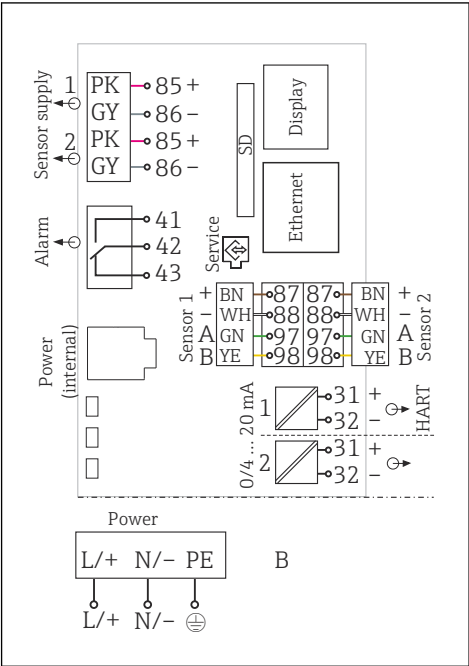 Sensor supply
1 PK 85 +
GY 86 −
2 PK 85 +
GY 86 −
Display
SD
Ethernet
Alarm
41
42
43
Service
Power
(internal)
Sensor 1
+ BN 87 87 BN +
− WH 88 88 WH −
A GN 97 97 GN A
B YE 98 98 YE B
Sensor 2
0/4 ... 20 mA
1 31 +
32 −
HART
2 31 +
32 −
Power
L/+ N/− PE B
L/+ N/−